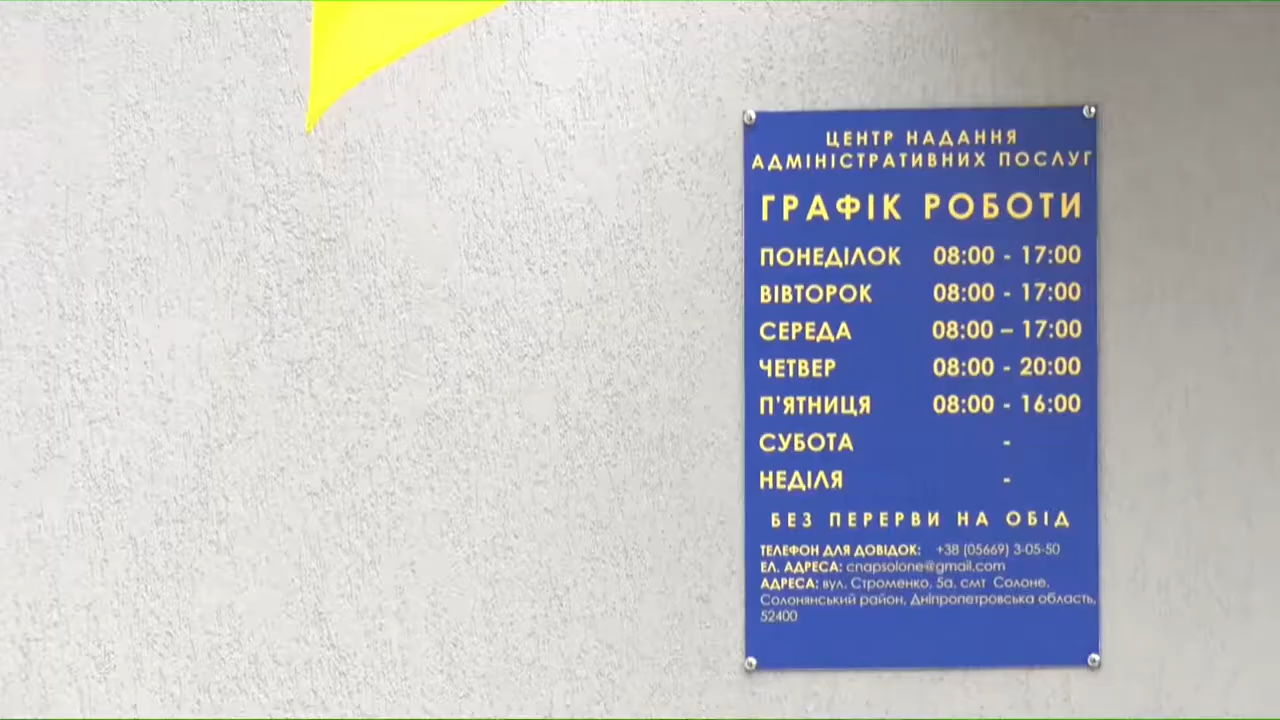 ЦЕНТР НАДАННЯ
АДМІНІСТРАТИВНИХ ПОСЛУГ
ГРАФІК РОБОТИ
ПОНЕДІЛОК 08:00 - 17:00
ВІВТОРОК 08:00 - 17:00
СЕРЕДА 08:00 – 17:00
ЧЕТВЕР 08:00 - 20:00
П'ЯТНИЦЯ 08:00 - 16:00
СУБОТА -
НЕДІЛЯ -
БЕЗ ПЕРЕРВИ НА ОБІД
ТЕЛЕФОН ДЛЯ ДОВІДОК: +38 (05669) 3-05-50
ЕЛ. АДРЕСА: cnapsolone@gmail.com
АДРЕСА: вул. Строменко, 5а, смт Солоне,
Солонянський район, Дніпропетровська область,
52400